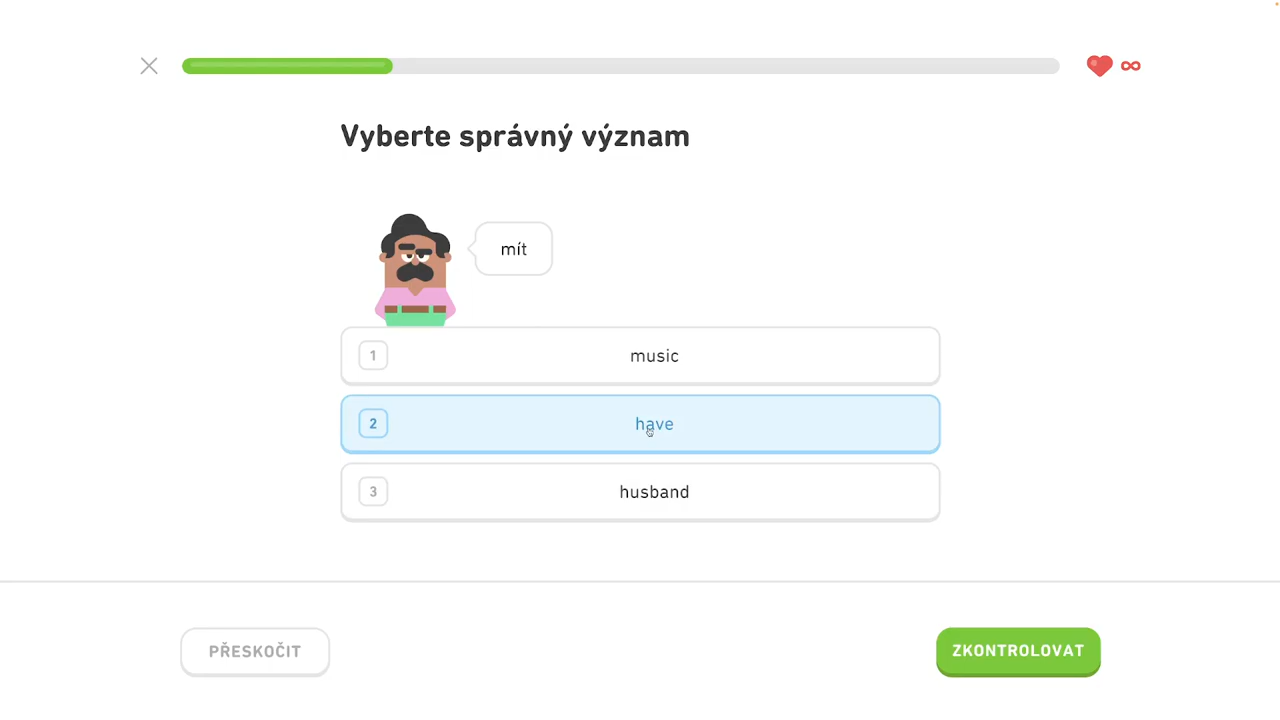 Vyberte správný význam
mít
1 music
2 have
3 husband
PŘESKOČIT
ZKONTROLOVAT